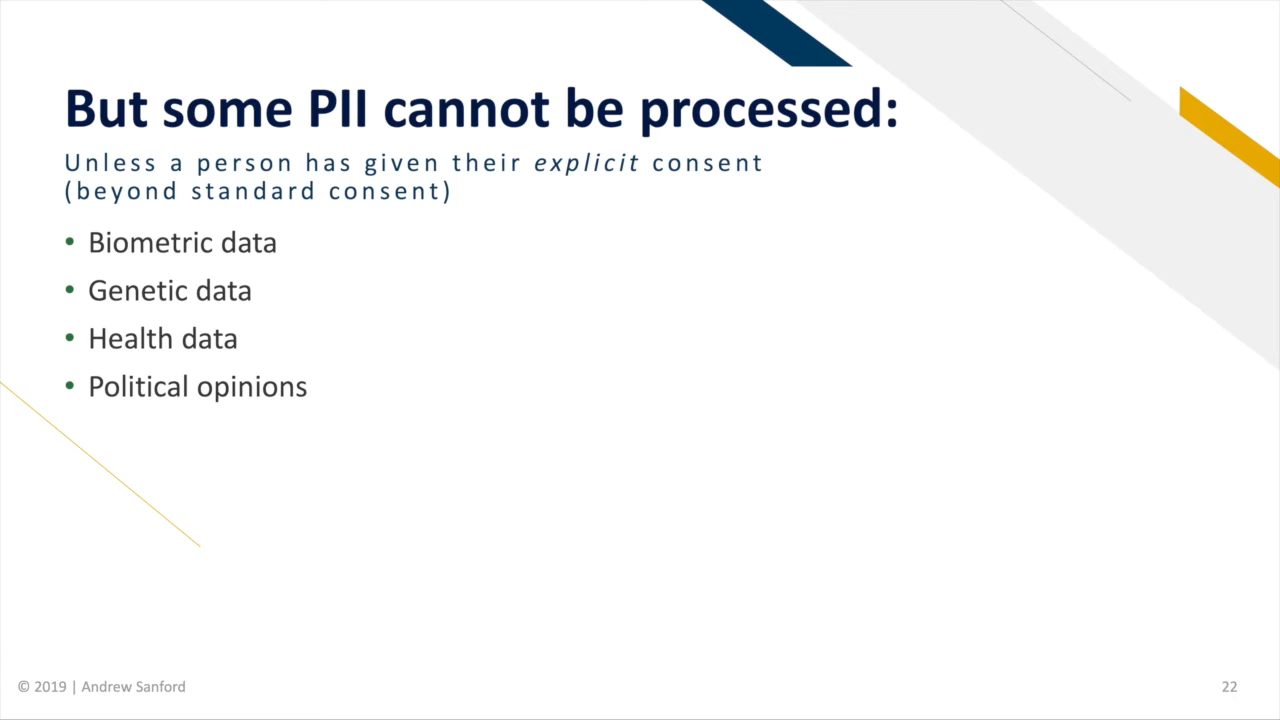 But some PII cannot be processed:
Unless a person has given their explicit consent
(beyond standard consent)
• Biometric data
• Genetic data
• Health data
• Political opinions
© 2019 | Andrew Sanford
22